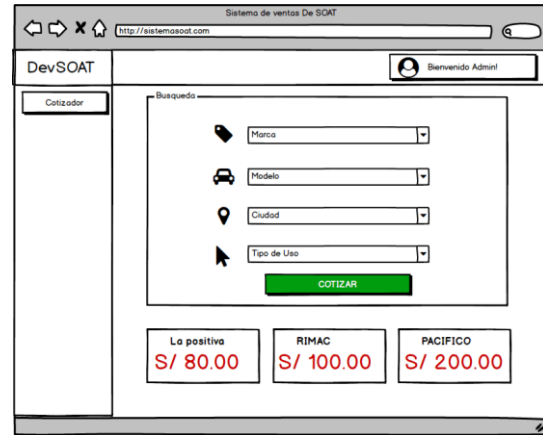 Sistema de ventas De SOAT
http://sistemasoat.com
DevSOAT
Bienvenido Admin!
Cotizador
Busqueda
Marca
Modelo
Ciudad
Tipo de Uso
COTIZAR
La positiva
S/ 80.00
RIMAC
S/ 100.00
PACIFICO
S/ 200.00